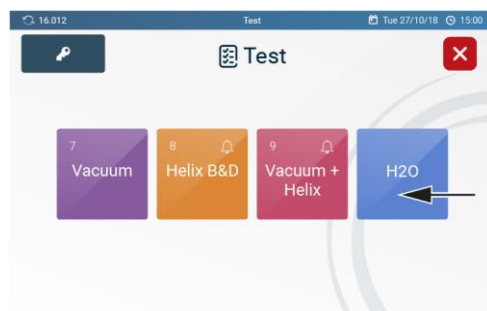 16.012 Test Tue 27/10/18 15:00
Test
7 8 9
Vacuum Helix B&D Vacuum + Helix H2O